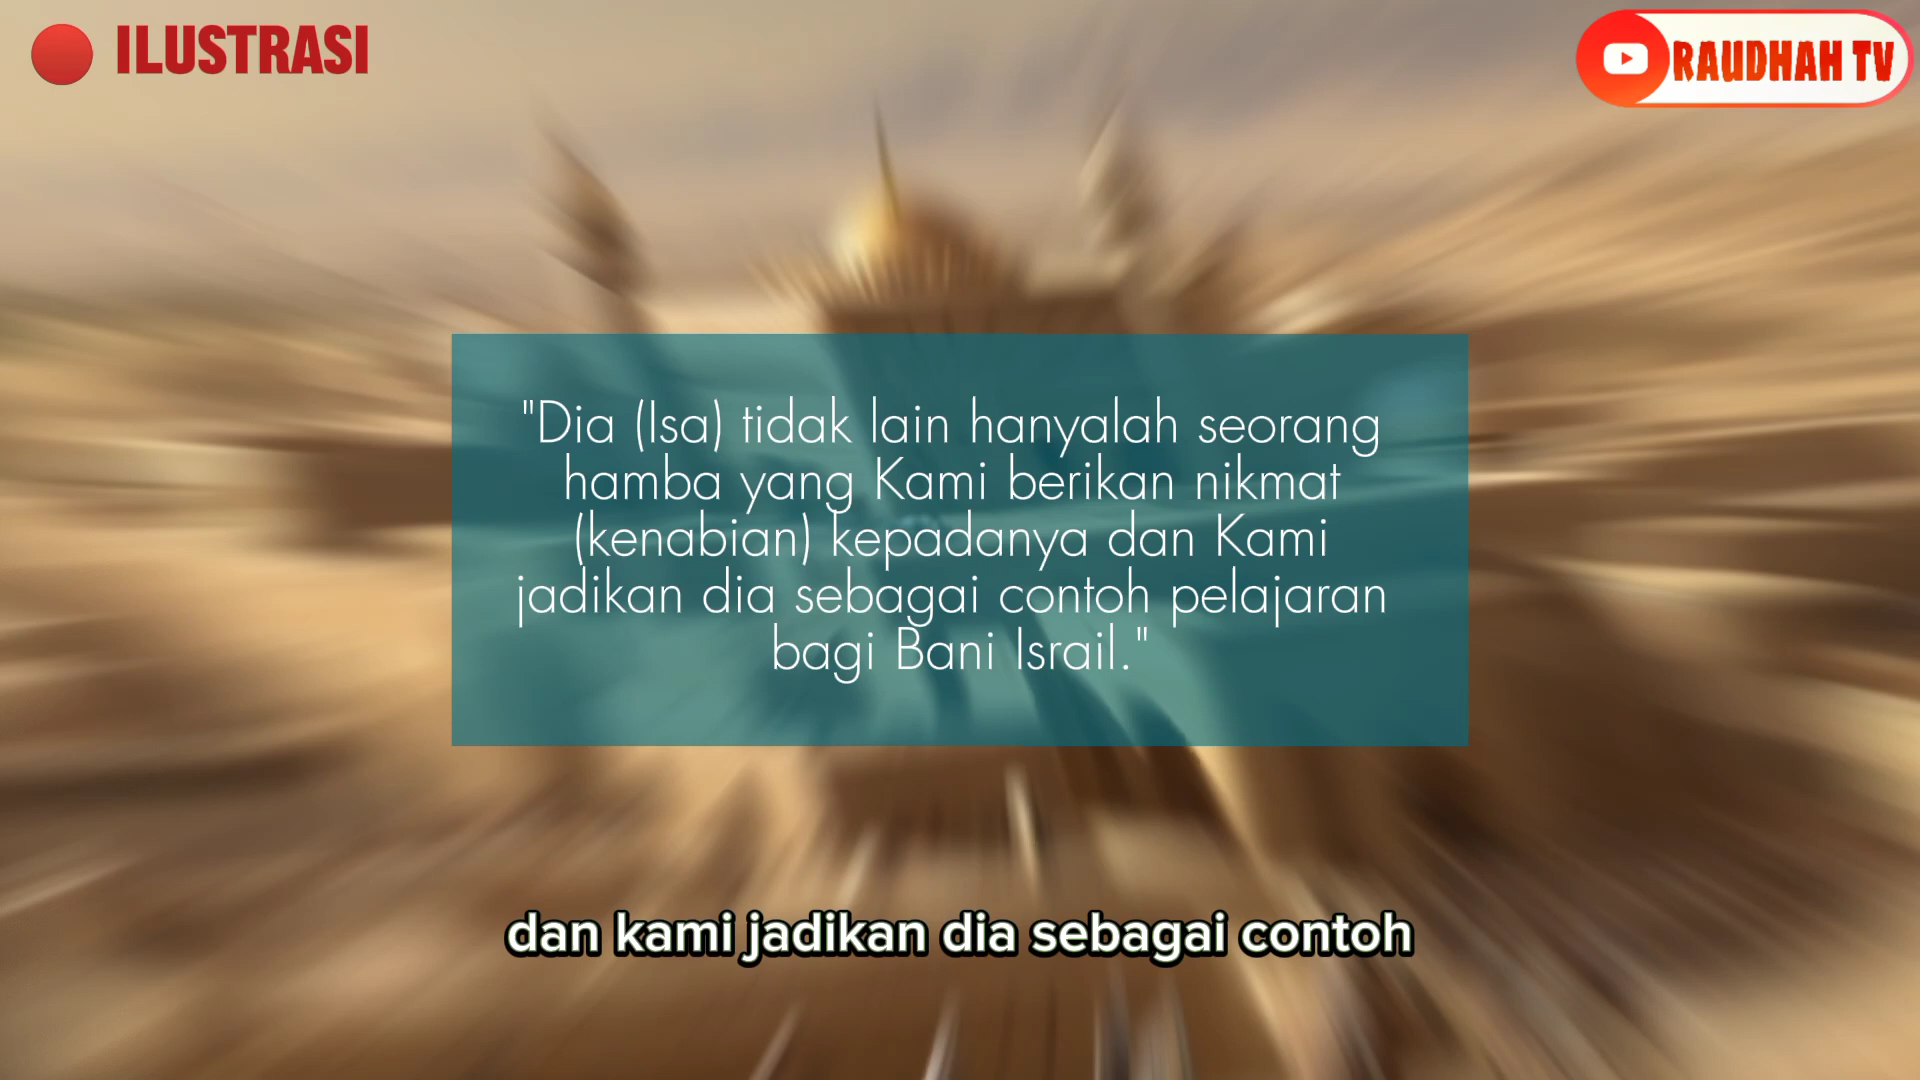 ILUSTRASI
RAUDHAH TV
"Dia (Isa) tidak lain hanyalah seorang
hamba yang Kami berikan nikmat
(kenabian) kepadanya dan Kami
jadikan dia sebagai contoh pelajaran
bagi Bani Israil."
dan kami jadikan dia sebagai contoh